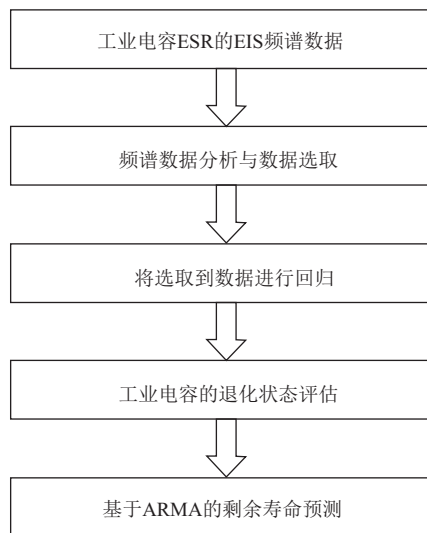 工业电容ESR的EIS频谱数据
频谱数据分析与数据选取
将选取到数据进行回归
工业电容的退化状态评估
基于ARMA的剩余寿命预测